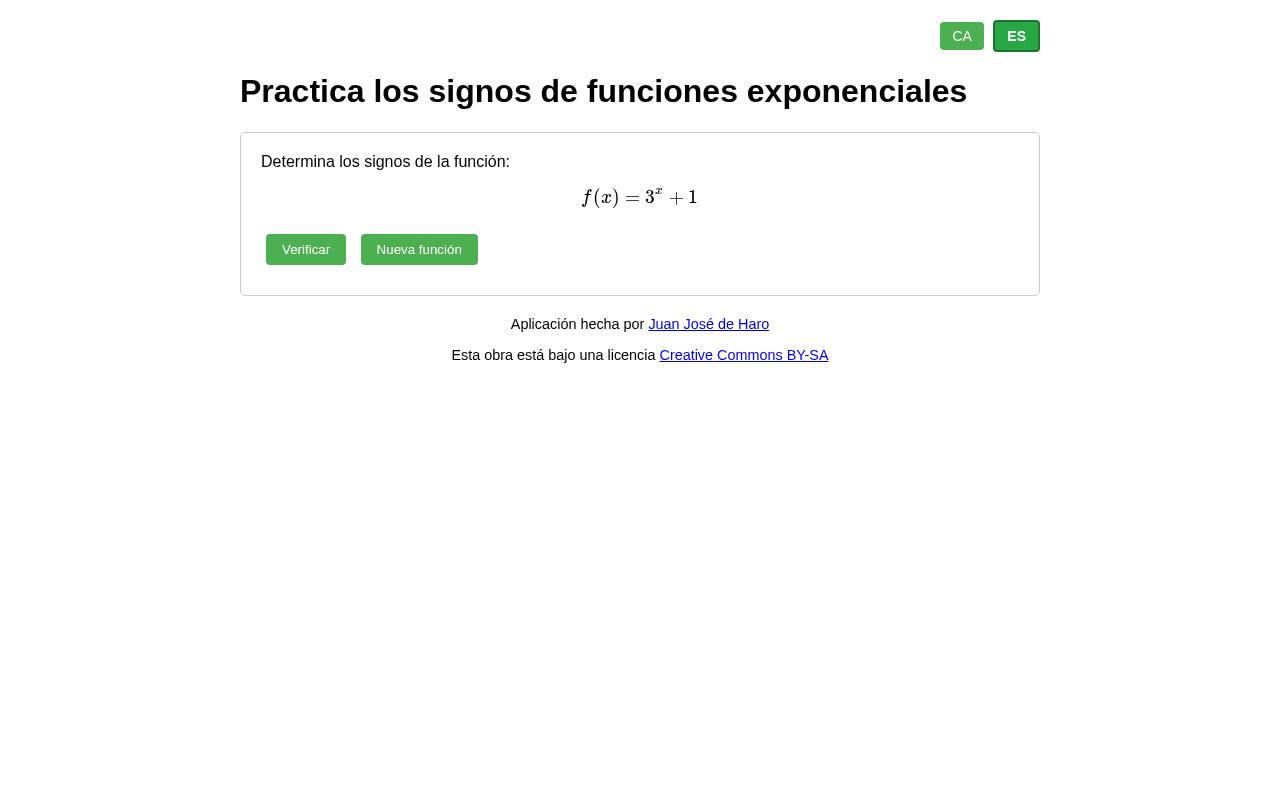 CA ES
Practica los signos de funciones exponenciales
Determina los signos de la función:
f(x) = 3^x + 1
Verificar Nueva función
Aplicación hecha por Juan José de Haro
Esta obra está bajo una licencia Creative Commons BY-SA